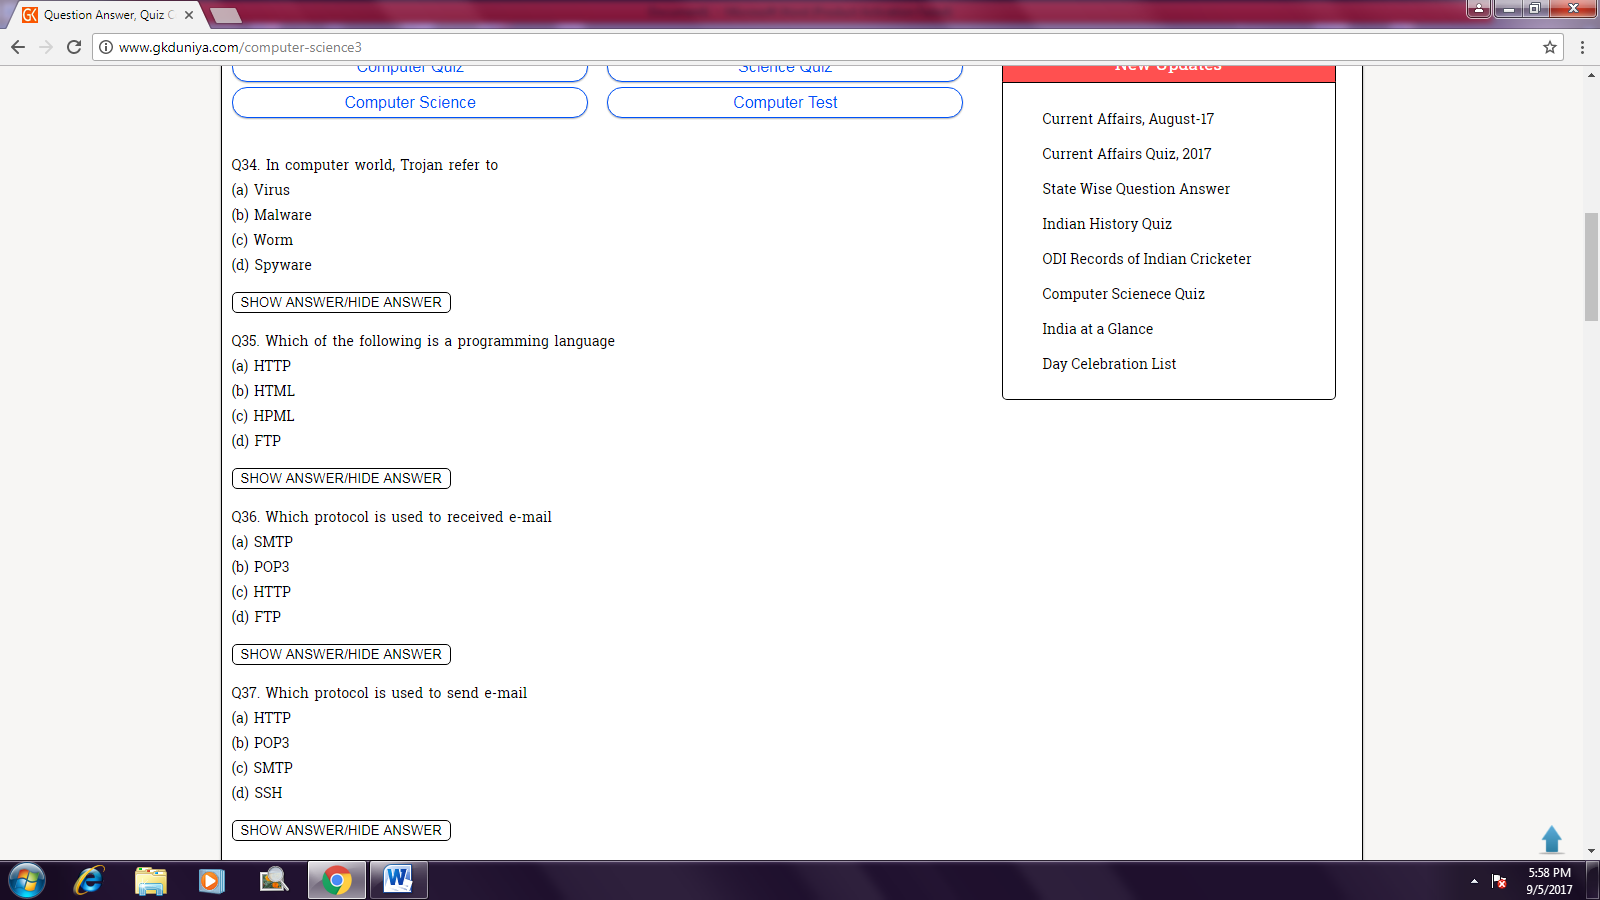 Question Answer, Quiz C
www.gkduniya.com/computer-science3
Computer Quiz
Science Quiz
Computer Science
Computer Test
Q34. In computer world, Trojan refer to
(a) Virus
(b) Malware
(c) Worm
(d) Spyware
SHOW ANSWER/HIDE ANSWER
Q35. Which of the following is a programming language
(a) HTTP
(b) HTML
(c) HPML
(d) FTP
SHOW ANSWER/HIDE ANSWER
Q36. Which protocol is used to received e-mail
(a) SMTP
(b) POP3
(c) HTTP
(d) FTP
SHOW ANSWER/HIDE ANSWER
Q37. Which protocol is used to send e-mail
(a) HTTP
(b) POP3
(c) SMTP
(d) SSH
SHOW ANSWER/HIDE ANSWER
New Updates
Current Affairs, August-17
Current Affairs Quiz, 2017
State Wise Question Answer
Indian History Quiz
ODI Records of Indian Cricketer
Computer Scienece Quiz
India at a Glance
Day Celebration List
5:58 PM
9/5/2017